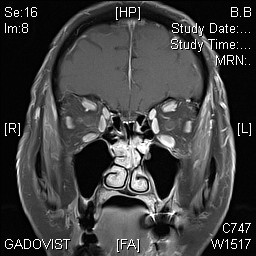 Se:16 [HP] B.B
Im:8 Study Date:...
Study Time:...
MRN:.
[R] [L]
C747
GADOVIST [FA] W1517